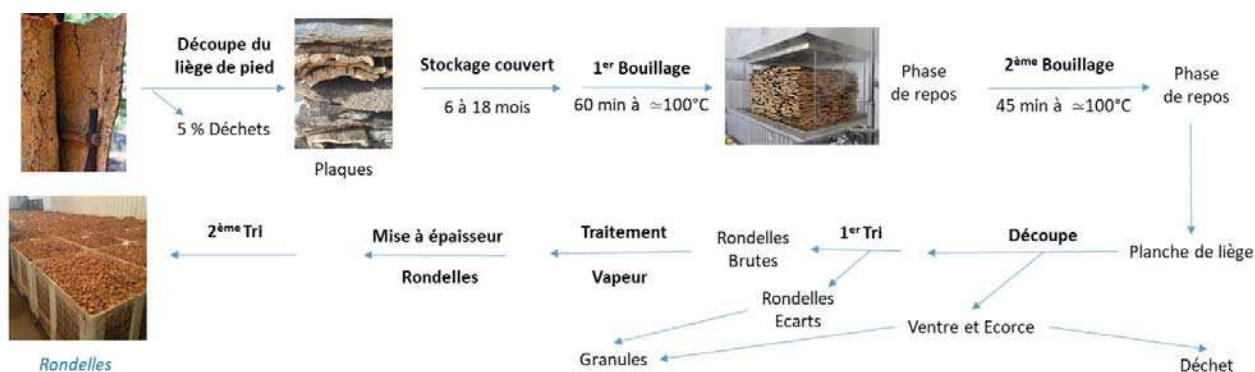 Découpe du
liège de pied
5 % Déchets
Plaques
Stockage couvert
6 à 18 mois
1er Bouillage
60 min à ≃100°C
Phase
de repos
2ème Bouillage
45 min à ≃100°C
Phase
de repos
Planche de liège
Découpe
1er Tri
Rondelles
Brutes
Traitement
Vapeur
Mise à épaisseur
Rondelles
2ème Tri
Rondelles
Ecarts
Ventre et Ecorce
Granules
Déchet
Rondelles